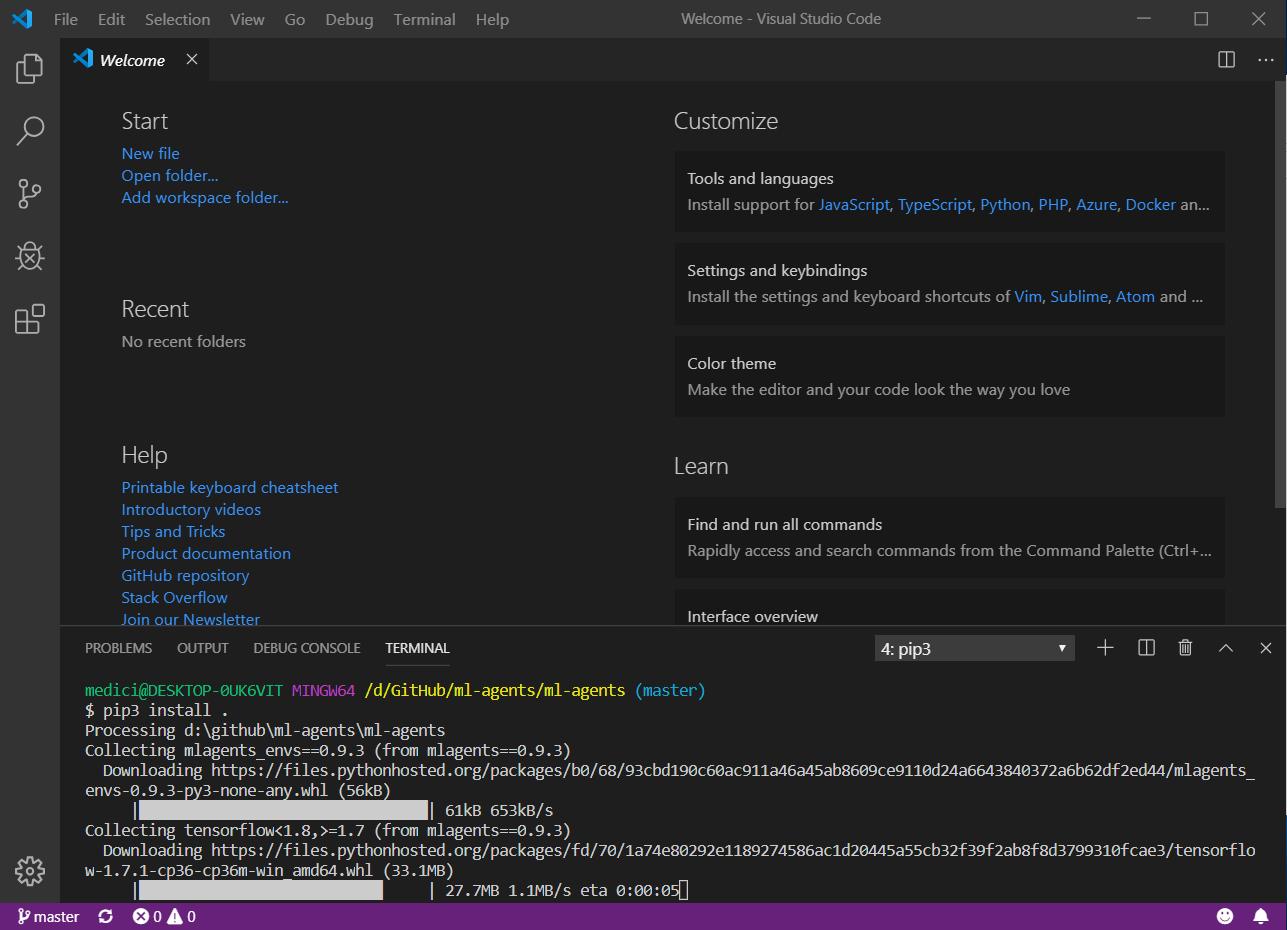 File Edit Selection View Go Debug Terminal Help Welcome - Visual Studio Code
Welcome
Start
New file
Open folder...
Add workspace folder...
Recent
No recent folders
Help
Printable keyboard cheatsheet
Introductory videos
Tips and Tricks
Product documentation
GitHub repository
Stack Overflow
Join our Newsletter
Customize
Tools and languages
Install support for JavaScript, TypeScript, Python, PHP, Azure, Docker an...
Settings and keybindings
Install the settings and keyboard shortcuts of Vim, Sublime, Atom and ...
Color theme
Make the editor and your code look the way you love
Learn
Find and run all commands
Rapidly access and search commands from the Command Palette (Ctrl+...
Interface overview
PROBLEMS OUTPUT DEBUG CONSOLE TERMINAL 4: pip3
medici@DESKTOP-0UK6VIT MINGW64 /d/GitHub/ml-agents/ml-agents (master)
$ pip3 install .
Processing d:\github\ml-agents\ml-agents
Collecting mlagents_envs==0.9.3 (from mlagents==0.9.3)
Downloading https://files.pythonhosted.org/packages/b0/68/93cbd190c60ac911a46a45ab8609ce9110d24a6643840372a6b62df2ed44/mlagents_
envs-0.9.3-py3-none-any.whl (56kB)
| | 61kB 653kB/s
Collecting tensorflow<1.8,>=1.7 (from mlagents==0.9.3)
Downloading https://files.pythonhosted.org/packages/fd/70/1a74e80292e1189274586ac1d20445a55cb32f39f2ab8f8d3799310fcae3/tensorflo
w-1.7.1-cp36-cp36m-win_amd64.whl (33.1MB)
| | 27.7MB 1.1MB/s eta 0:00:05
master 0 0